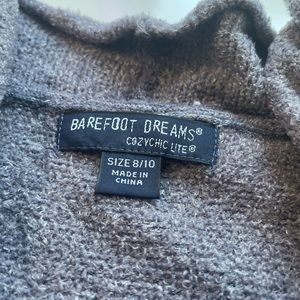 BAREFOOT DREAMS®
COZYCHIC LITE®
SIZE 8/10
MADE IN
CHINA